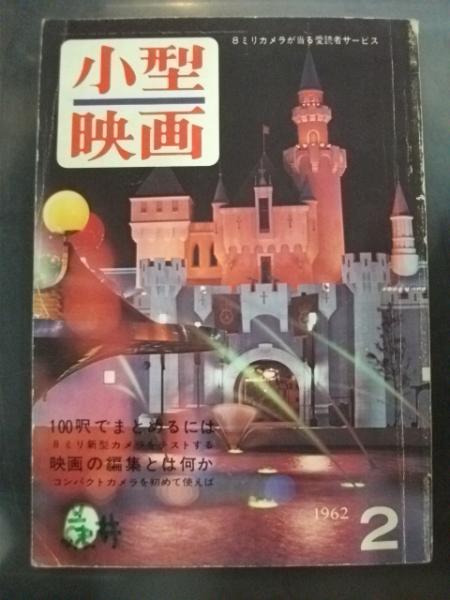 8ミリカメラが当る愛読者サービス
小型
映画
100呎でまとめるには
8ミリ新型カメラをテストする
映画の編集とは何か
コンパクトカメラを初めて使えば
1962
2